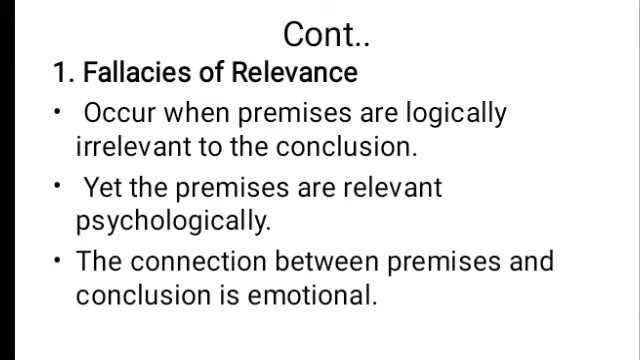 Cont..
1. Fallacies of Relevance
• Occur when premises are logically
irrelevant to the conclusion.
• Yet the premises are relevant
psychologically.
• The connection between premises and
conclusion is emotional.